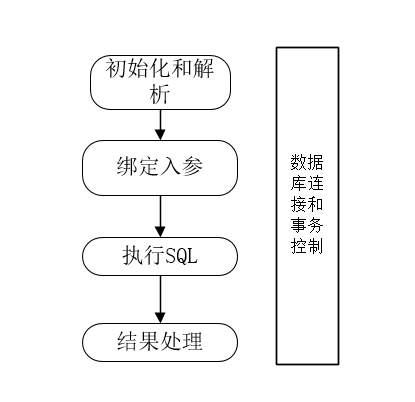 初始化和解
析
绑定入参
执行SQL
结果处理
数据
库连
接和
事务
控制